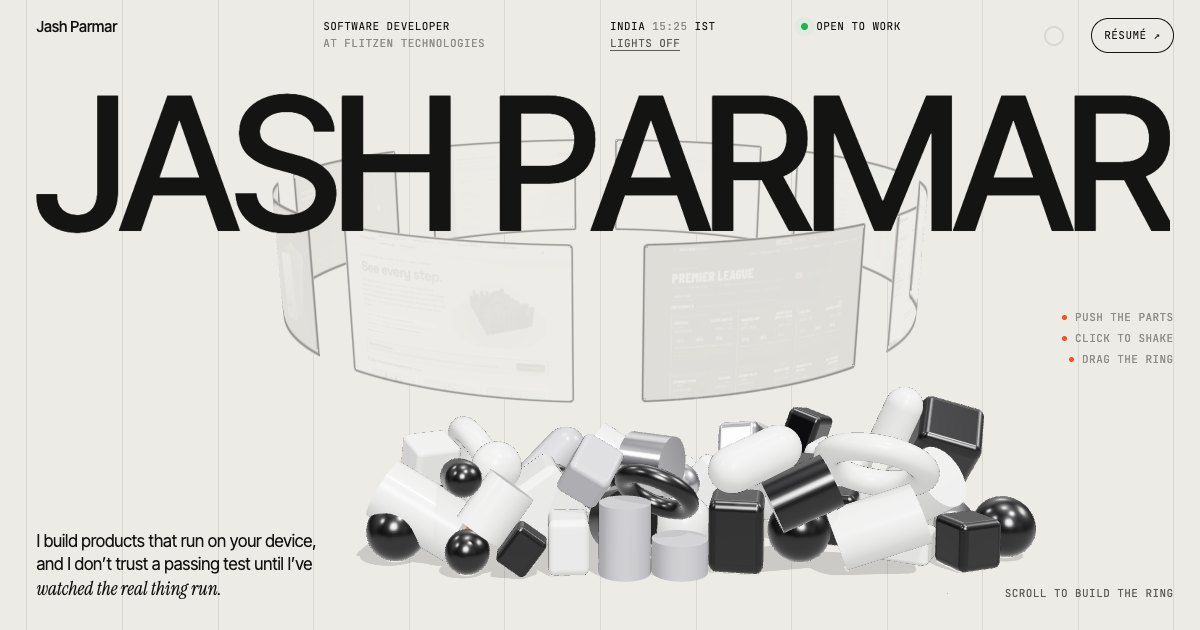 Jash Parmar
SOFTWARE DEVELOPER
AT FLITZEN TECHNOLOGIES
INDIA 15:25 IST
LIGHTS OFF
OPEN TO WORK
RÉSUMÉ ↗
JASH PARMAR
See every step.
PREMIER LEAGUE
PUSH THE PARTS
CLICK TO SHAKE
DRAG THE RING
I build products that run on your device,
and I don’t trust a passing test until I’ve
watched the real thing run.
SCROLL TO BUILD THE RING